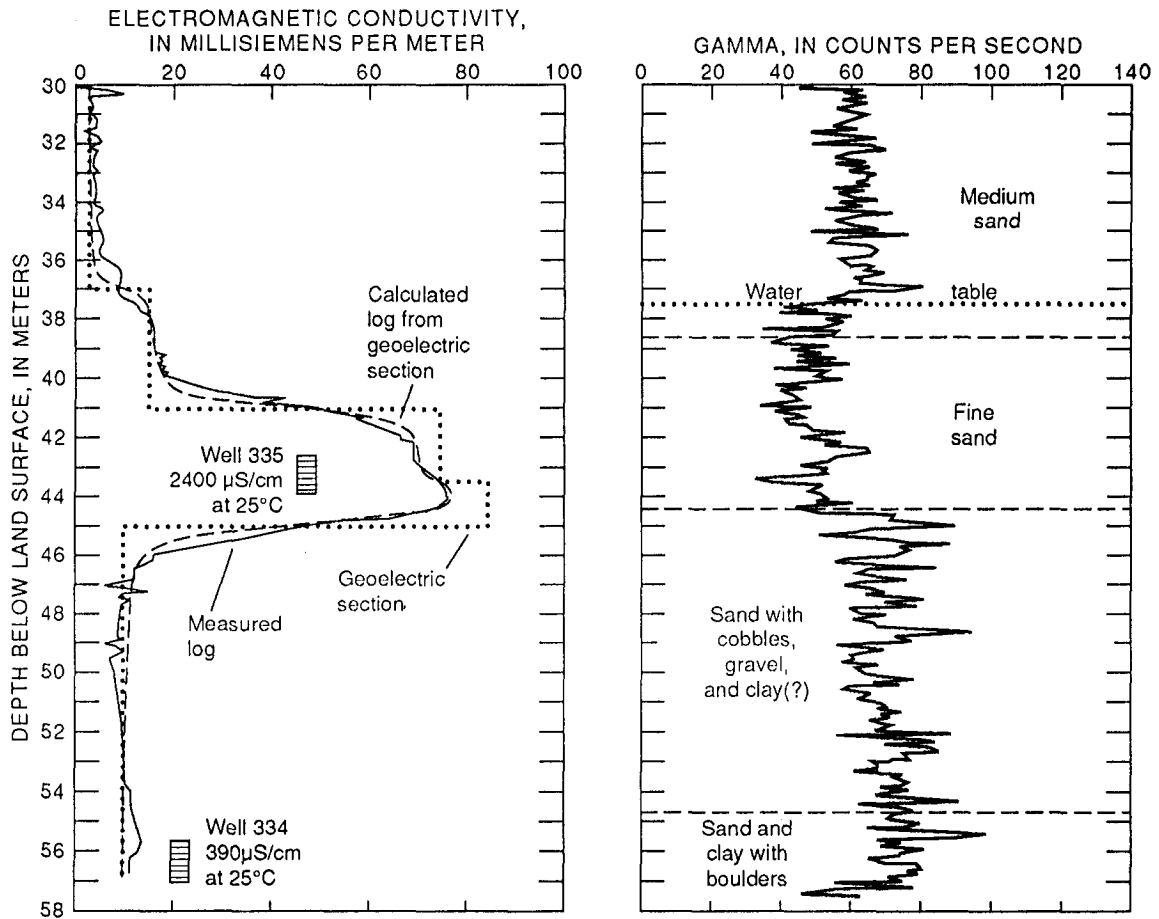 ELECTROMAGNETIC CONDUCTIVITY,
IN MILLISIEMENS PER METER
0 20 40 60 80 100
30
32
34
36
38
40
42
44
46
48
50
52
54
56
58
DEPTH BELOW LAND SURFACE, IN METERS
Calculated
log from
geoelectric
section
Well 335
2400 µS/cm
at 25°C
Geoelectric
section
Measured
log
Well 334
390µS/cm
at 25°C
GAMMA, IN COUNTS PER SECOND
0 20 40 60 80 100 120 140
Medium
sand
Water table
Fine
sand
Sand with
cobbles,
gravel,
and clay(?)
Sand and
clay with
boulders